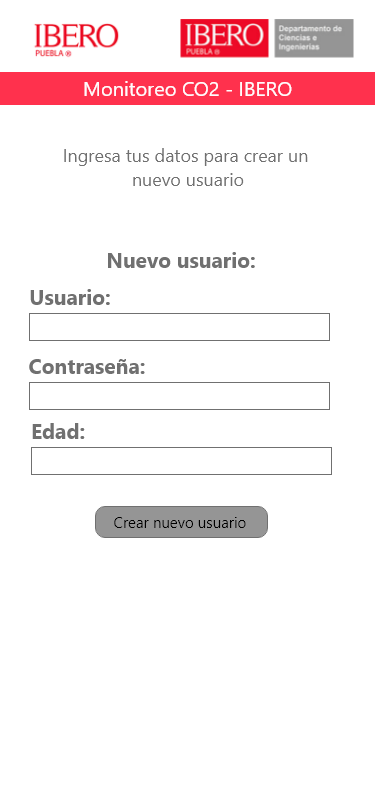 IBERO
PUEBLA ®
IBERO
PUEBLA ®
Departamento de
Ciencias e
Ingenierias
Monitoreo CO2 - IBERO
Ingresa tus datos para crear un
nuevo usuario
Nuevo usuario:
Usuario:
Contraseña:
Edad:
Crear nuevo usuario